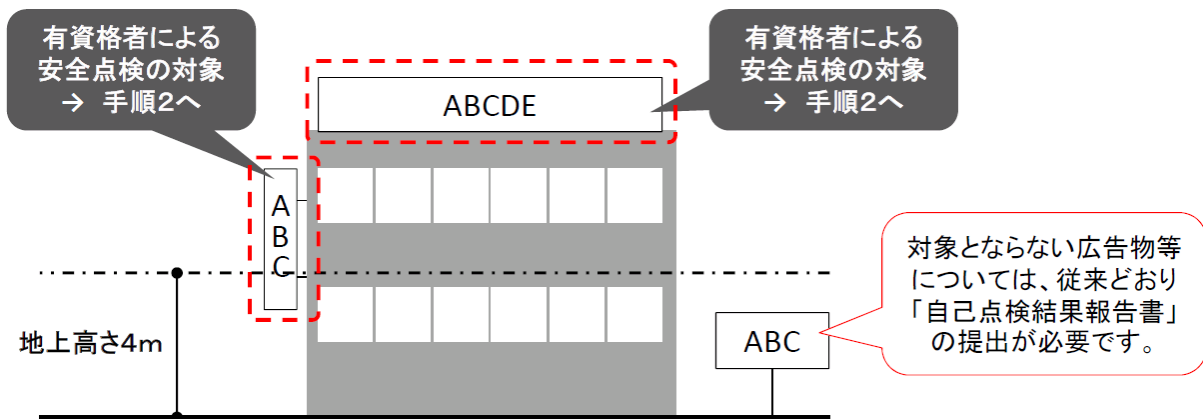 有資格者による
安全点検の対象
→ 手順2へ
有資格者による
安全点検の対象
→ 手順2へ
ABCDE
A
B
C
地上高さ4m
ABC
対象とならない広告物等
については、従来どおり
「自己点検結果報告書」
の提出が必要です。